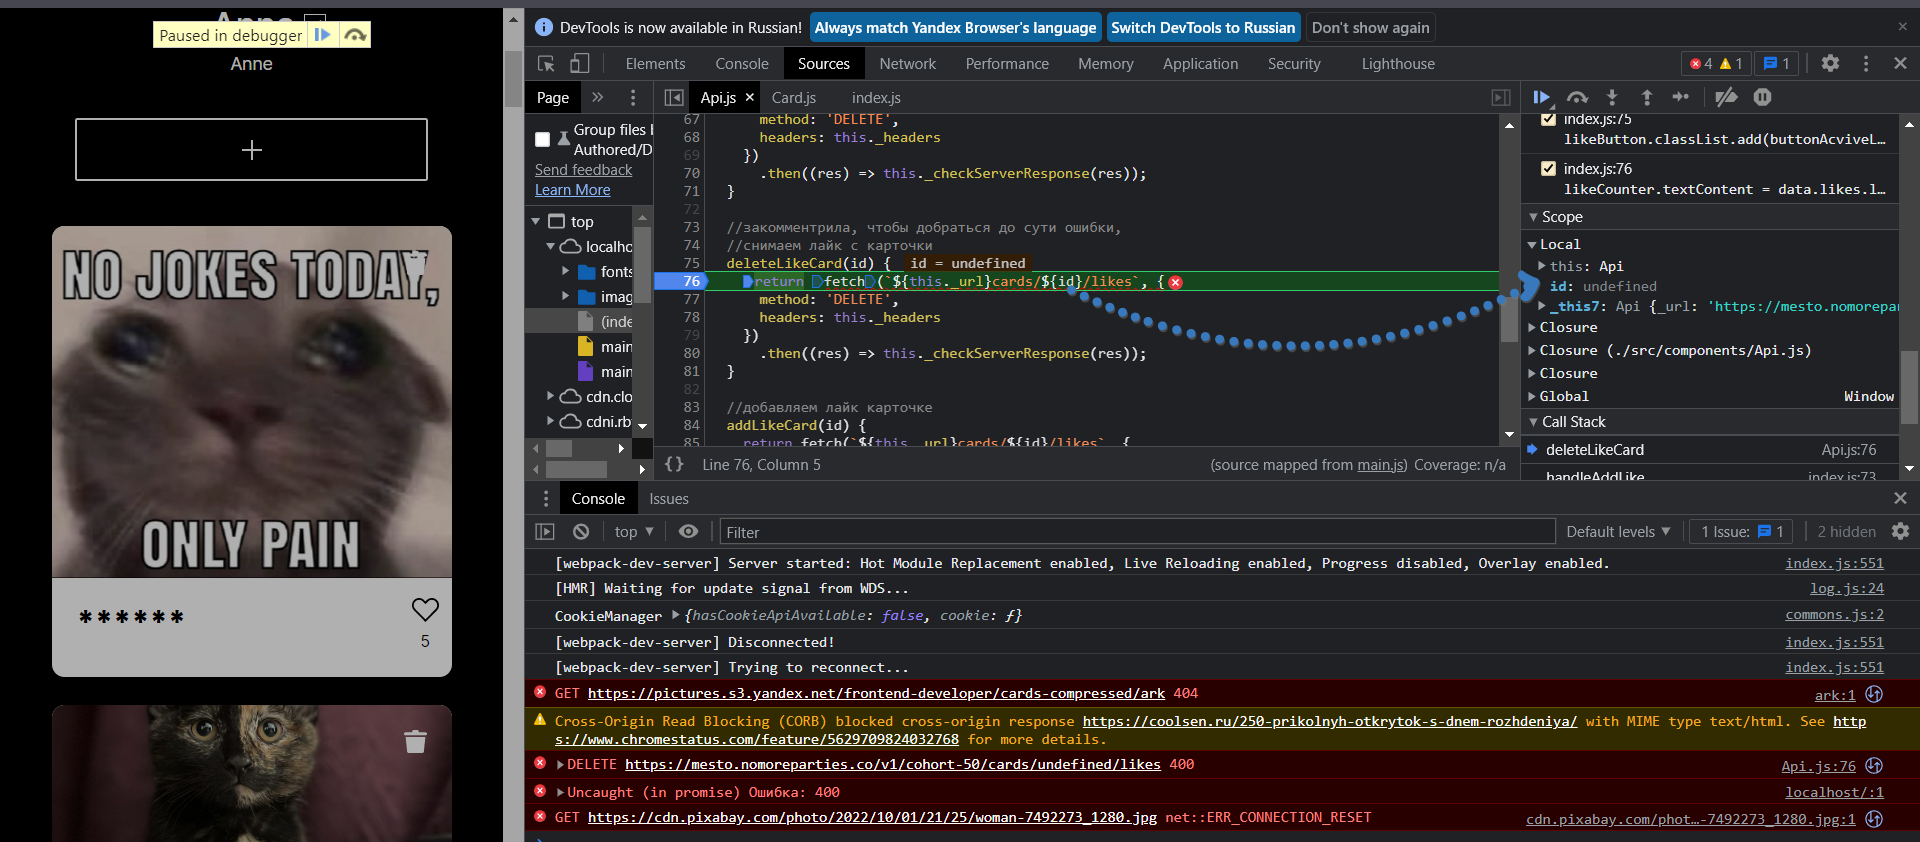 Anne
Paused in debugger
Anne
NO JOKES TODAY,
ONLY PAIN
******
5
DevTools is now available in Russian!
Always match Yandex Browser's language
Switch DevTools to Russian
Don't show again
Elements
Console
Sources
Network
Performance
Memory
Application
Security
Lighthouse
4
1
1
Page
Group files b
Authored/D
Send feedback
Learn More
top
localho
fonts
imag
(inde
main
main
cdn.clo
cdni.rb
Api.js
Card.js
index.js
67 method: 'DELETE',
68 headers: this._headers
69 })
70 .then((res) => this._checkServerResponse(res));
71 }
72
73 //закомментрила, чтобы добраться до сути ошибки,
74 //снимаем лайк с карточки
75 deleteLikeCard(id) { id = undefined
76 return fetch(`${this._url}cards/${id}/likes`, {
77 method: 'DELETE',
78 headers: this._headers
79 })
80 .then((res) => this._checkServerResponse(res));
81 }
82
83 //добавляем лайк карточке
84 addLikeCard(id) {
85 return fetch(`${this._url}cards/${id}/likes`, {
{} Line 76, Column 5
(source mapped from main.js) Coverage: n/a
index.js:75
likeButton.classList.add(buttonAcviveL…
index.js:76
likeCounter.textContent = data.likes.l…
Scope
Local
this: Api
id: undefined
_this7: Api {_url: 'https://mesto.nomorepar
Closure
Closure (./src/components/Api.js)
Closure
Global Window
Call Stack
deleteLikeCard Api.js:76
handleAddLike index.js:73
Console
Issues
top
Filter
Default levels
1 Issue: 1
2 hidden
[webpack-dev-server] Server started: Hot Module Replacement enabled, Live Reloading enabled, Progress disabled, Overlay enabled. index.js:551
[HMR] Waiting for update signal from WDS... log.js:24
CookieManager {hasCookieApiAvailable: false, cookie: ƒ} commons.js:2
[webpack-dev-server] Disconnected! index.js:551
[webpack-dev-server] Trying to reconnect... index.js:551
GET https://pictures.s3.yandex.net/frontend-developer/cards-compressed/ark 404 ark:1
Cross-Origin Read Blocking (CORB) blocked cross-origin response https://coolsen.ru/250-prikolnyh-otkrytok-s-dnem-rozhdeniya/ with MIME type text/html. See http
s://www.chromestatus.com/feature/5629709824032768 for more details.
DELETE https://mesto.nomoreparties.co/v1/cohort-50/cards/undefined/likes 400 Api.js:76
Uncaught (in promise) Ошибка: 400 localhost/:1
GET https://cdn.pixabay.com/photo/2022/10/01/21/25/woman-7492273_1280.jpg net::ERR_CONNECTION_RESET cdn.pixabay.com/phot…-7492273_1280.jpg:1